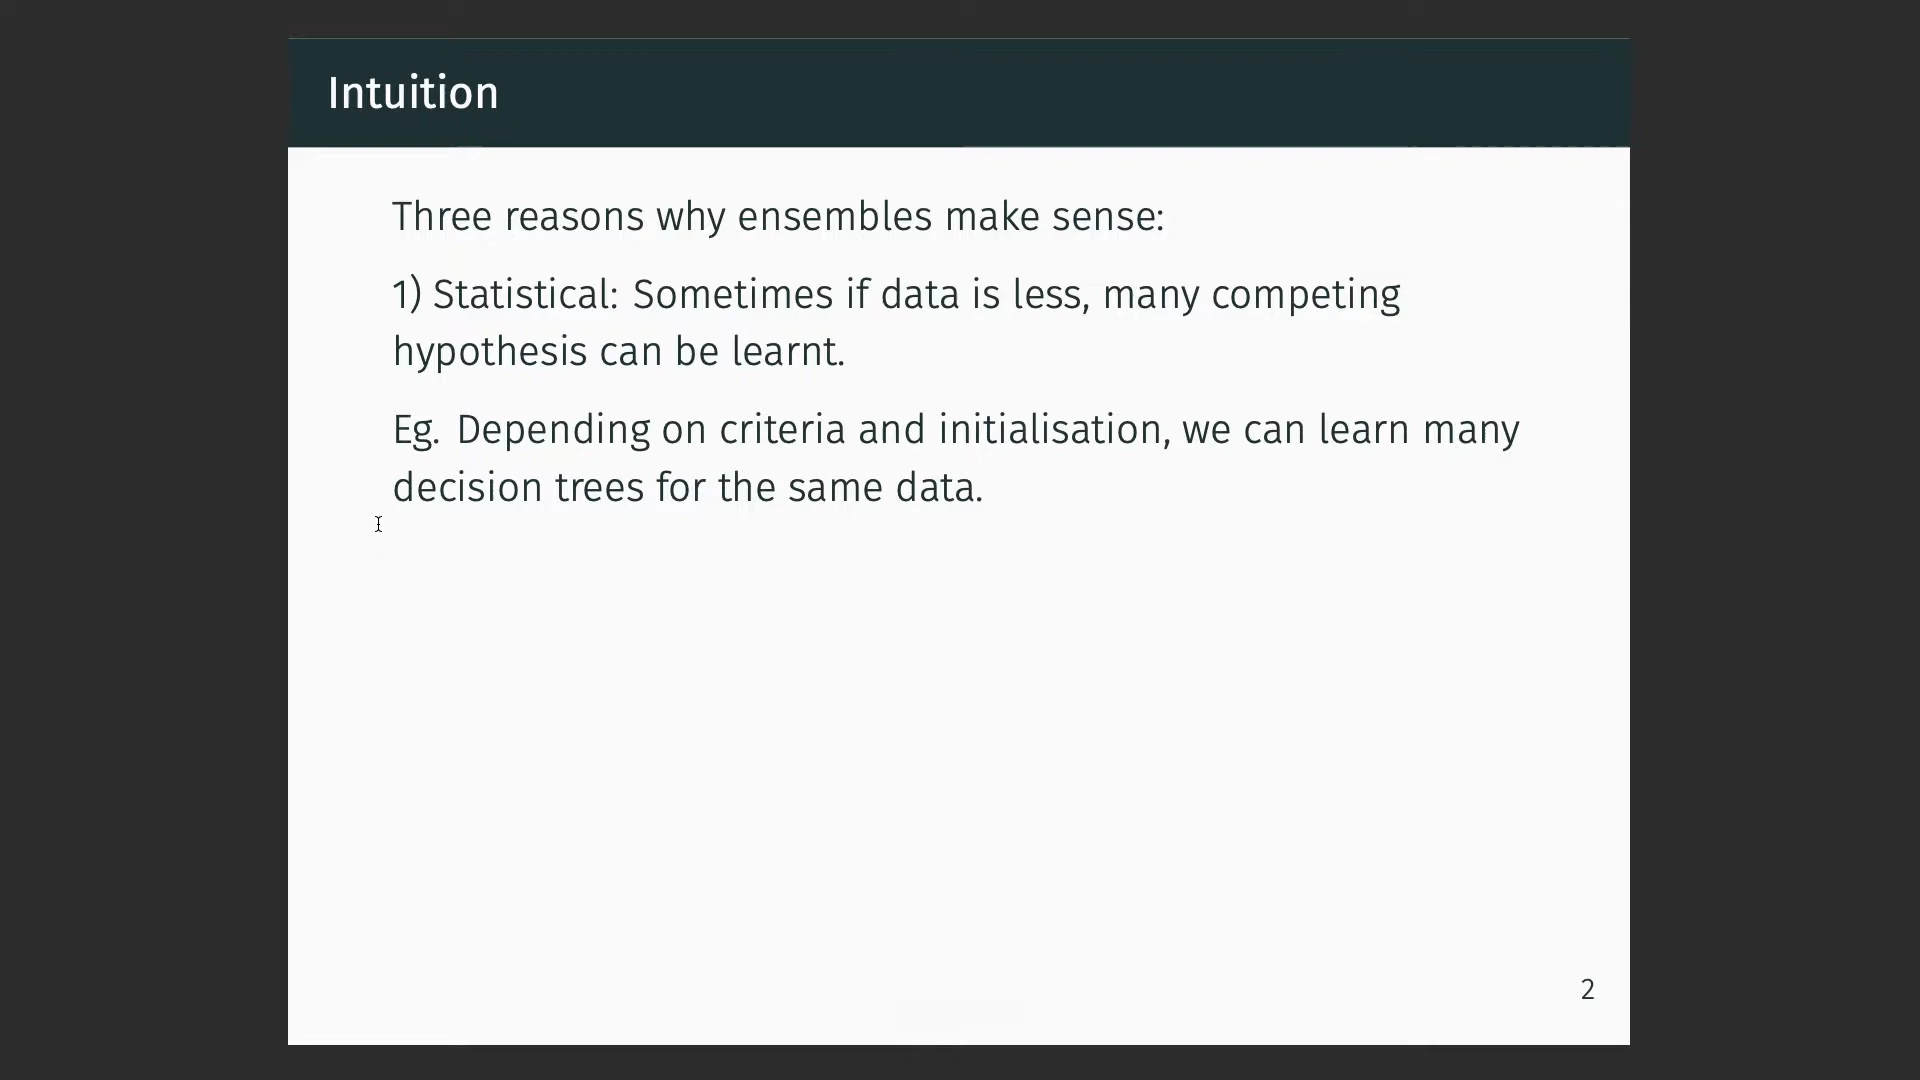 Intuition
Three reasons why ensembles make sense:
1) Statistical: Sometimes if data is less, many competing
hypothesis can be learnt.
Eg. Depending on criteria and initialisation, we can learn many
decision trees for the same data.
2